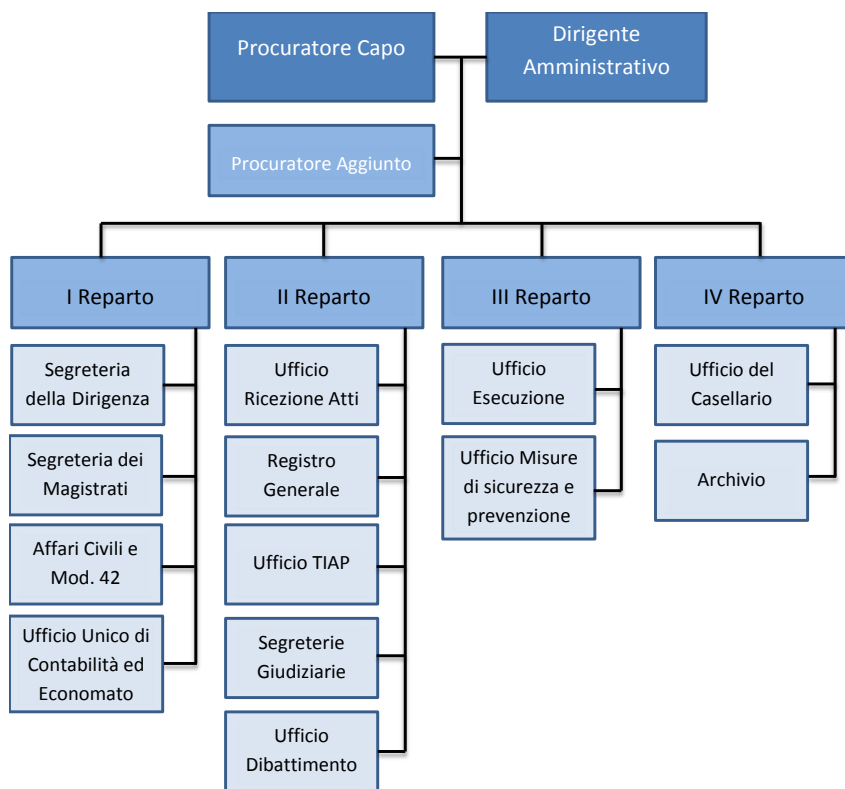 Procuratore Capo
Dirigente
Amministrativo
Procuratore Aggiunto
I Reparto
II Reparto
III Reparto
IV Reparto
Segreteria
della Dirigenza
Segreteria dei
Magistrati
Affari Civili e
Mod. 42
Ufficio Unico di
Contabilità ed
Economato
Ufficio
Ricezione Atti
Registro
Generale
Ufficio TIAP
Segreterie
Giudiziarie
Ufficio
Dibattimento
Ufficio
Esecuzione
Ufficio Misure
di sicurezza e
prevenzione
Ufficio del
Casellario
Archivio